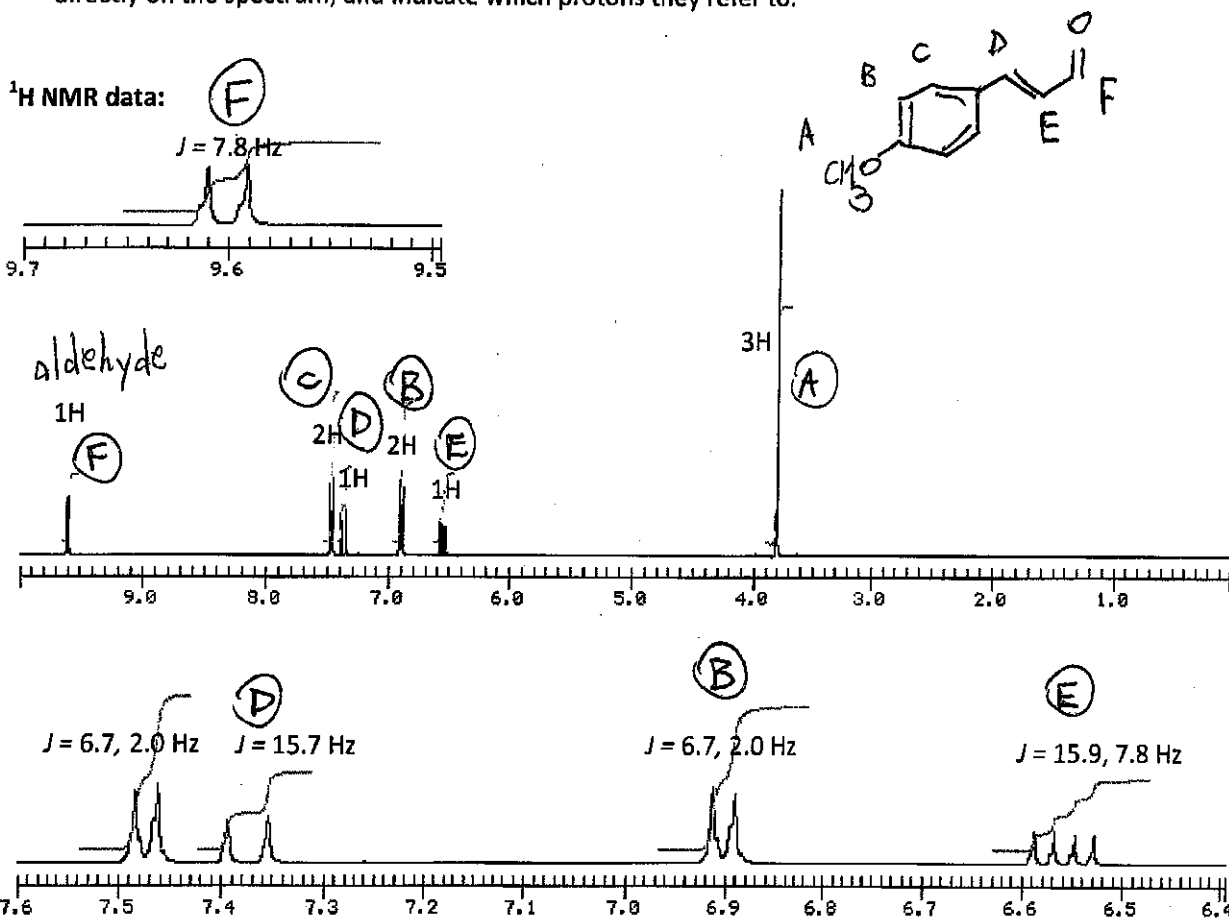 directly on the spectrum, and indicate which protons they refer to.
O
C D
B
¹H NMR data: F
E F
A
J = 7.8 Hz
CH₃O
9.7 9.6 9.5
aldehyde
3H
C B A
1H D
2H 2H E
F 1H 1H
9.0 8.0 7.0 6.0 5.0 4.0 3.0 2.0 1.0
D B E
J = 6.7, 2.0 Hz J = 15.7 Hz J = 6.7, 2.0 Hz J = 15.9, 7.8 Hz
7.6 7.5 7.4 7.3 7.2 7.1 7.0 6.9 6.8 6.7 6.6 6.5 6.4